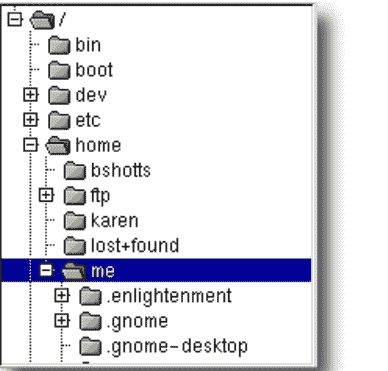 /
bin
boot
dev
etc
home
bshotts
ftp
karen
lost+found
me
.enlightenment
.gnome
.gnome-desktop